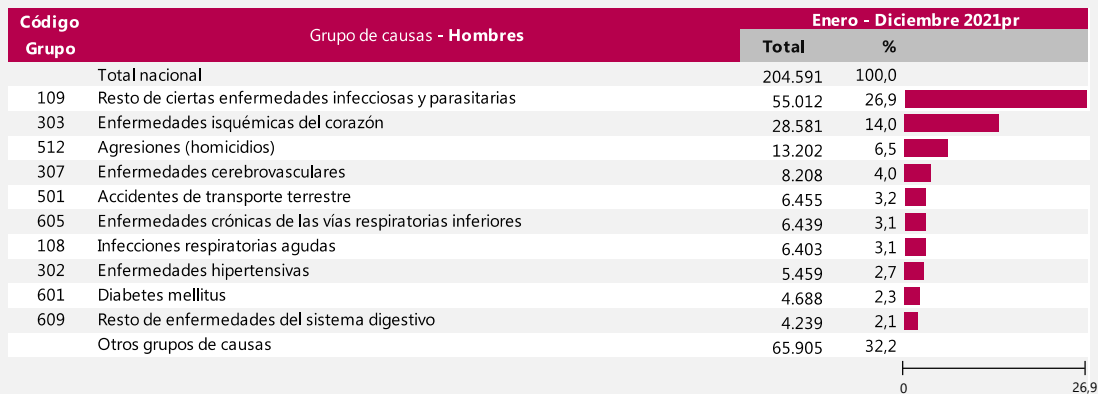 Código Grupo Grupo de causas - Hombres Enero - Diciembre 2021pr
Total %
Total nacional 204.591 100,0
109 Resto de ciertas enfermedades infecciosas y parasitarias 55.012 26,9
303 Enfermedades isquémicas del corazón 28.581 14,0
512 Agresiones (homicidios) 13.202 6,5
307 Enfermedades cerebrovasculares 8.208 4,0
501 Accidentes de transporte terrestre 6.455 3,2
605 Enfermedades crónicas de las vías respiratorias inferiores 6.439 3,1
108 Infecciones respiratorias agudas 6.403 3,1
302 Enfermedades hipertensivas 5.459 2,7
601 Diabetes mellitus 4.688 2,3
609 Resto de enfermedades del sistema digestivo 4.239 2,1
Otros grupos de causas 65.905 32,2
0 26,9